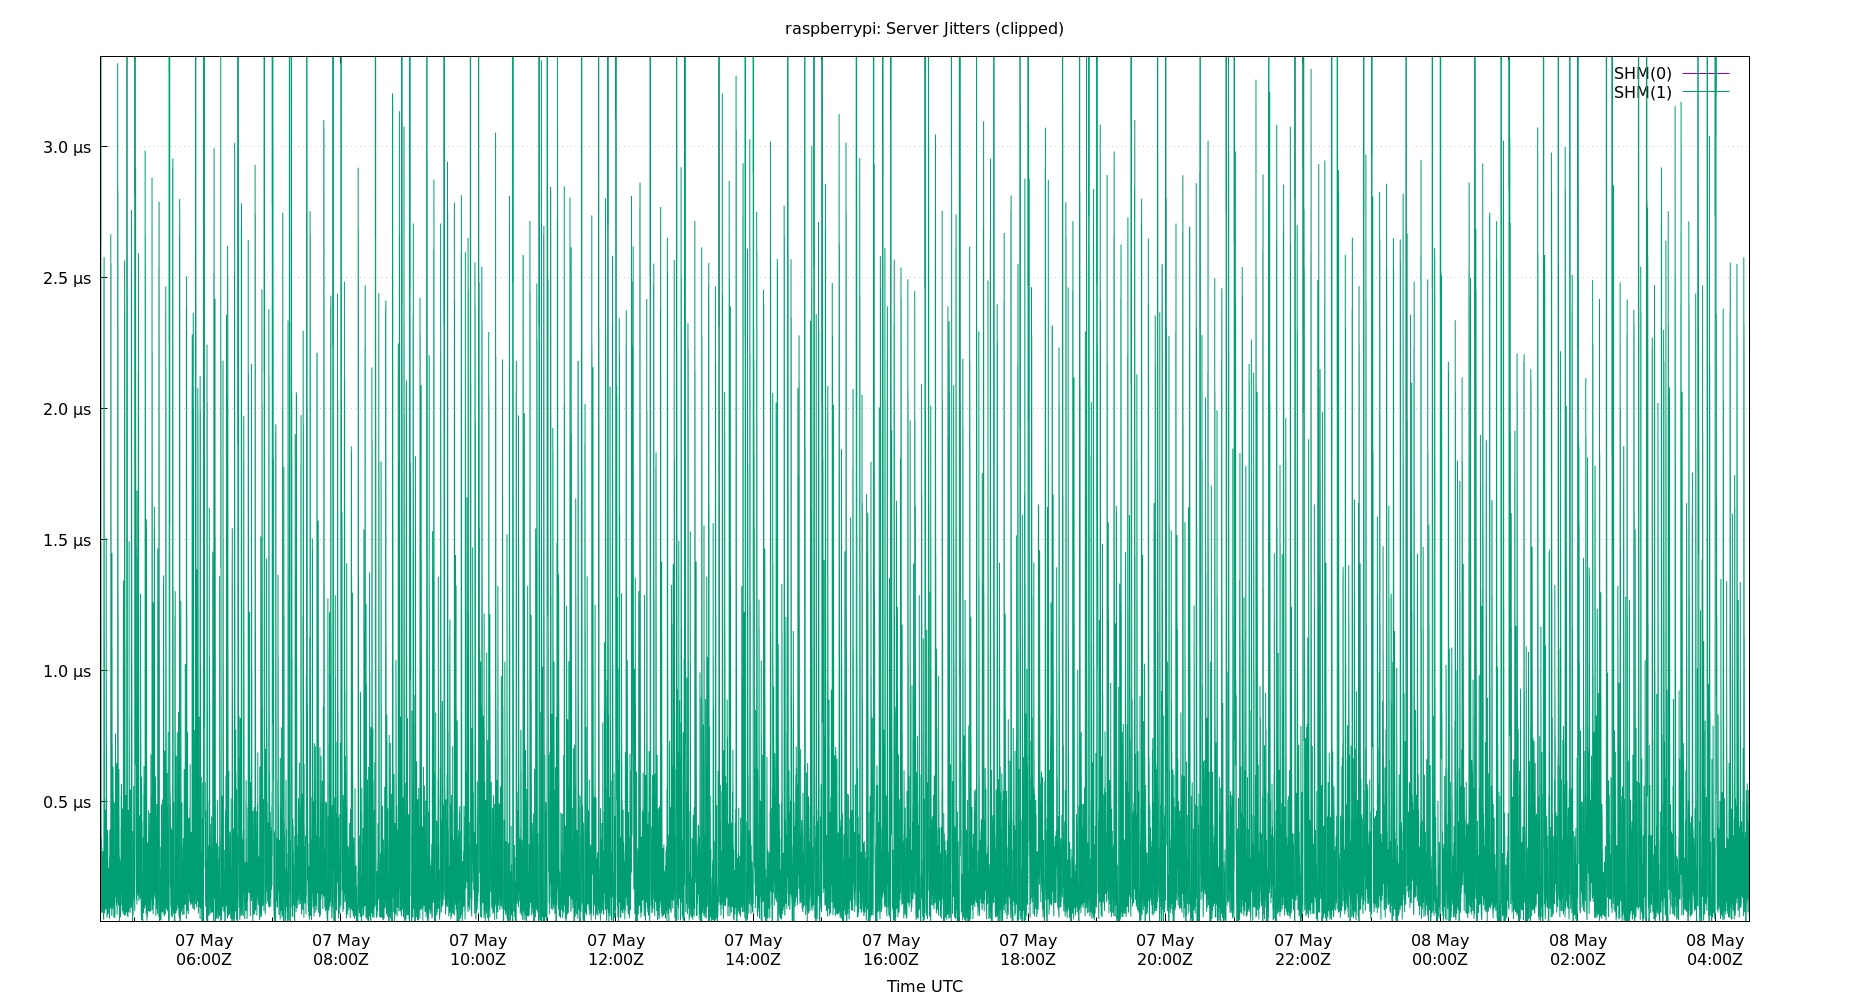 raspberrypi: Server Jitters (clipped)
SHM(0)
SHM(1)
3.0 µs
2.5 µs
2.0 µs
1.5 µs
1.0 µs
0.5 µs
07 May 07 May 07 May 07 May 07 May 07 May 07 May 07 May 07 May 08 May 08 May 08 May
06:00Z 08:00Z 10:00Z 12:00Z 14:00Z 16:00Z 18:00Z 20:00Z 22:00Z 00:00Z 02:00Z 04:00Z
Time UTC